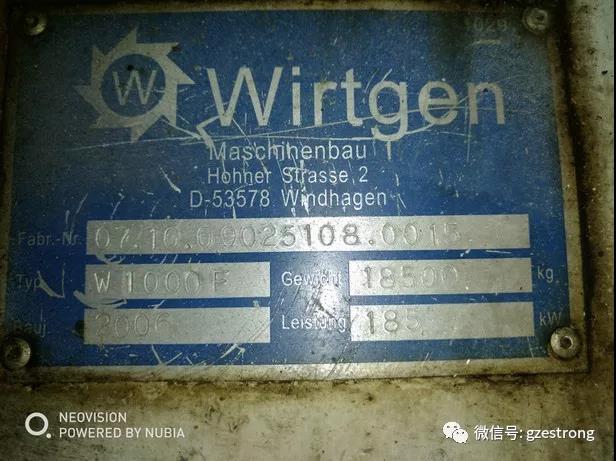 W Wirtgen
Maschinenbau
Hohner Strasse 2
D-53578 Windhagen
Fabr.-Nr. 07.10.09025108.0015
Typ W1000F Gewicht 18500 kg
Bauj. 2006 Leistung 185 kW
NEOVISION
POWERED BY NUBIA
微信号: gzestrong